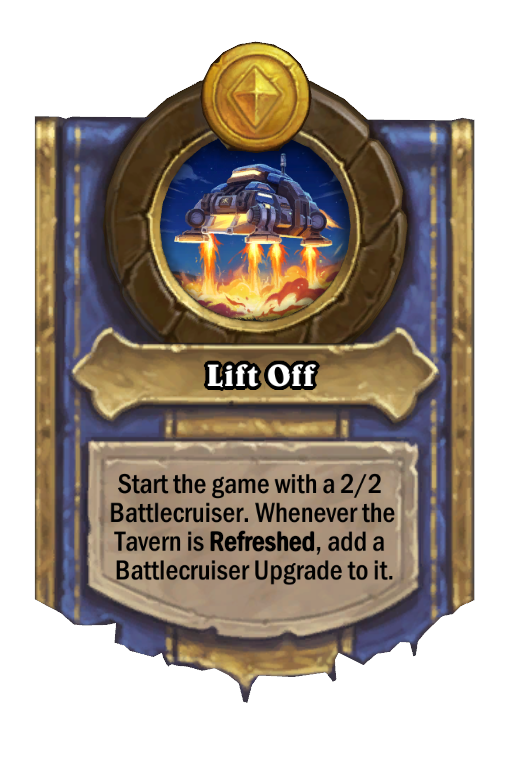 Lift Off
Start the game with a 2/2
Battlecruiser. Whenever the
Tavern is Refreshed, add a
Battlecruiser Upgrade to it.